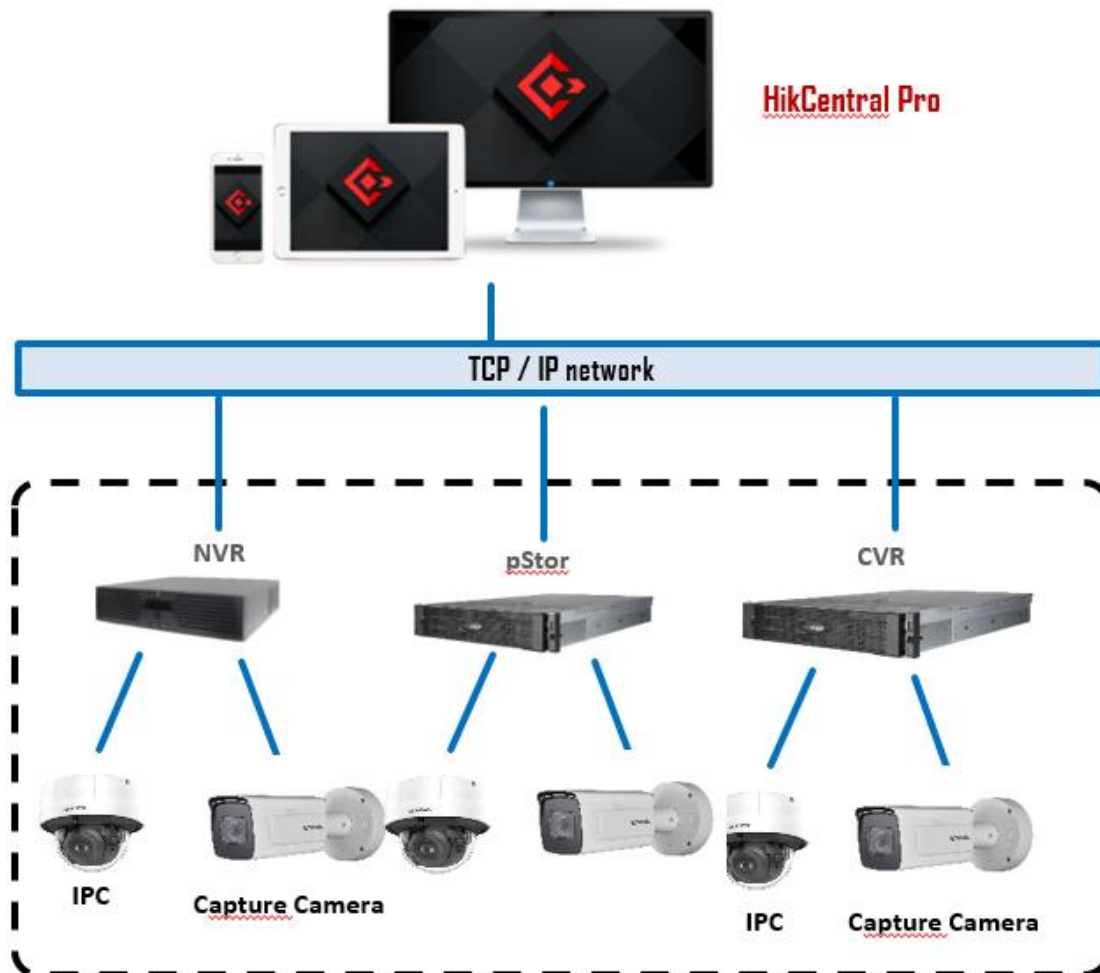 HikCentral Pro
TCP / IP network
NVR
pStor
CVR
IPC
Capture Camera
IPC
Capture Camera